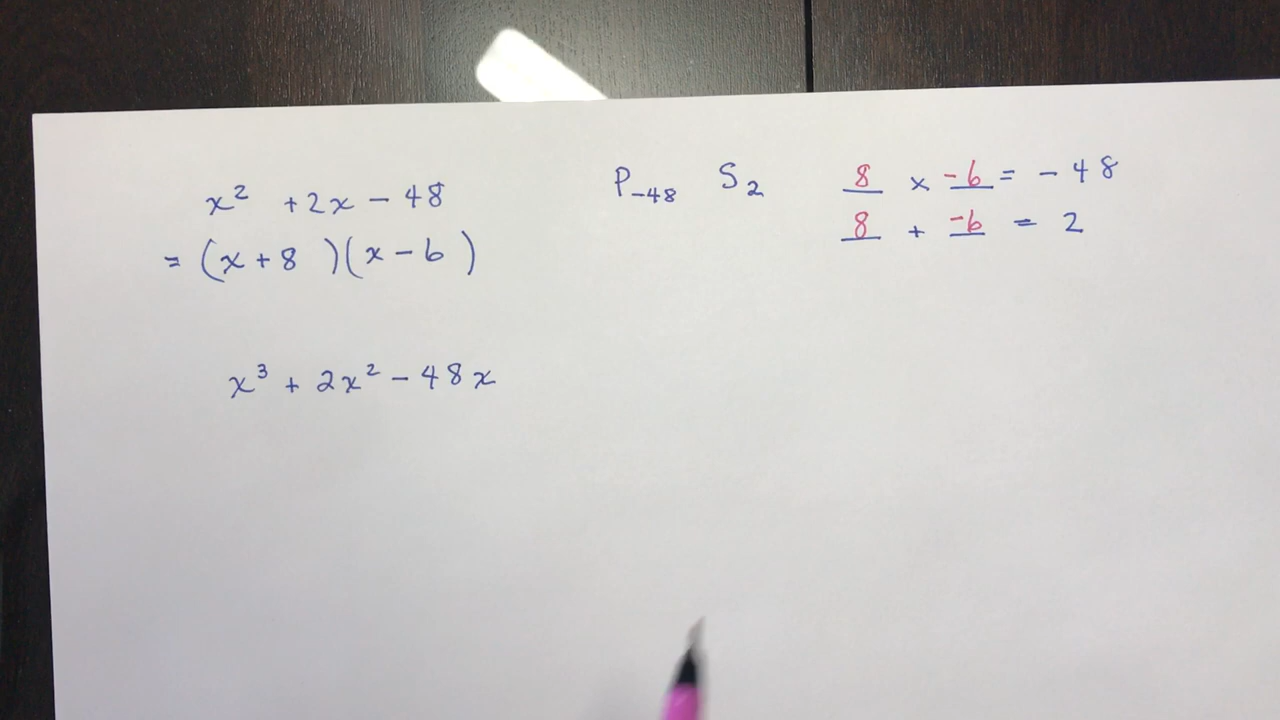 x² + 2x - 48 P₋₄₈ S₂ 8 × -6 = -48
= (x + 8)(x - 6) 8 + -6 = 2
x³ + 2x² - 48x